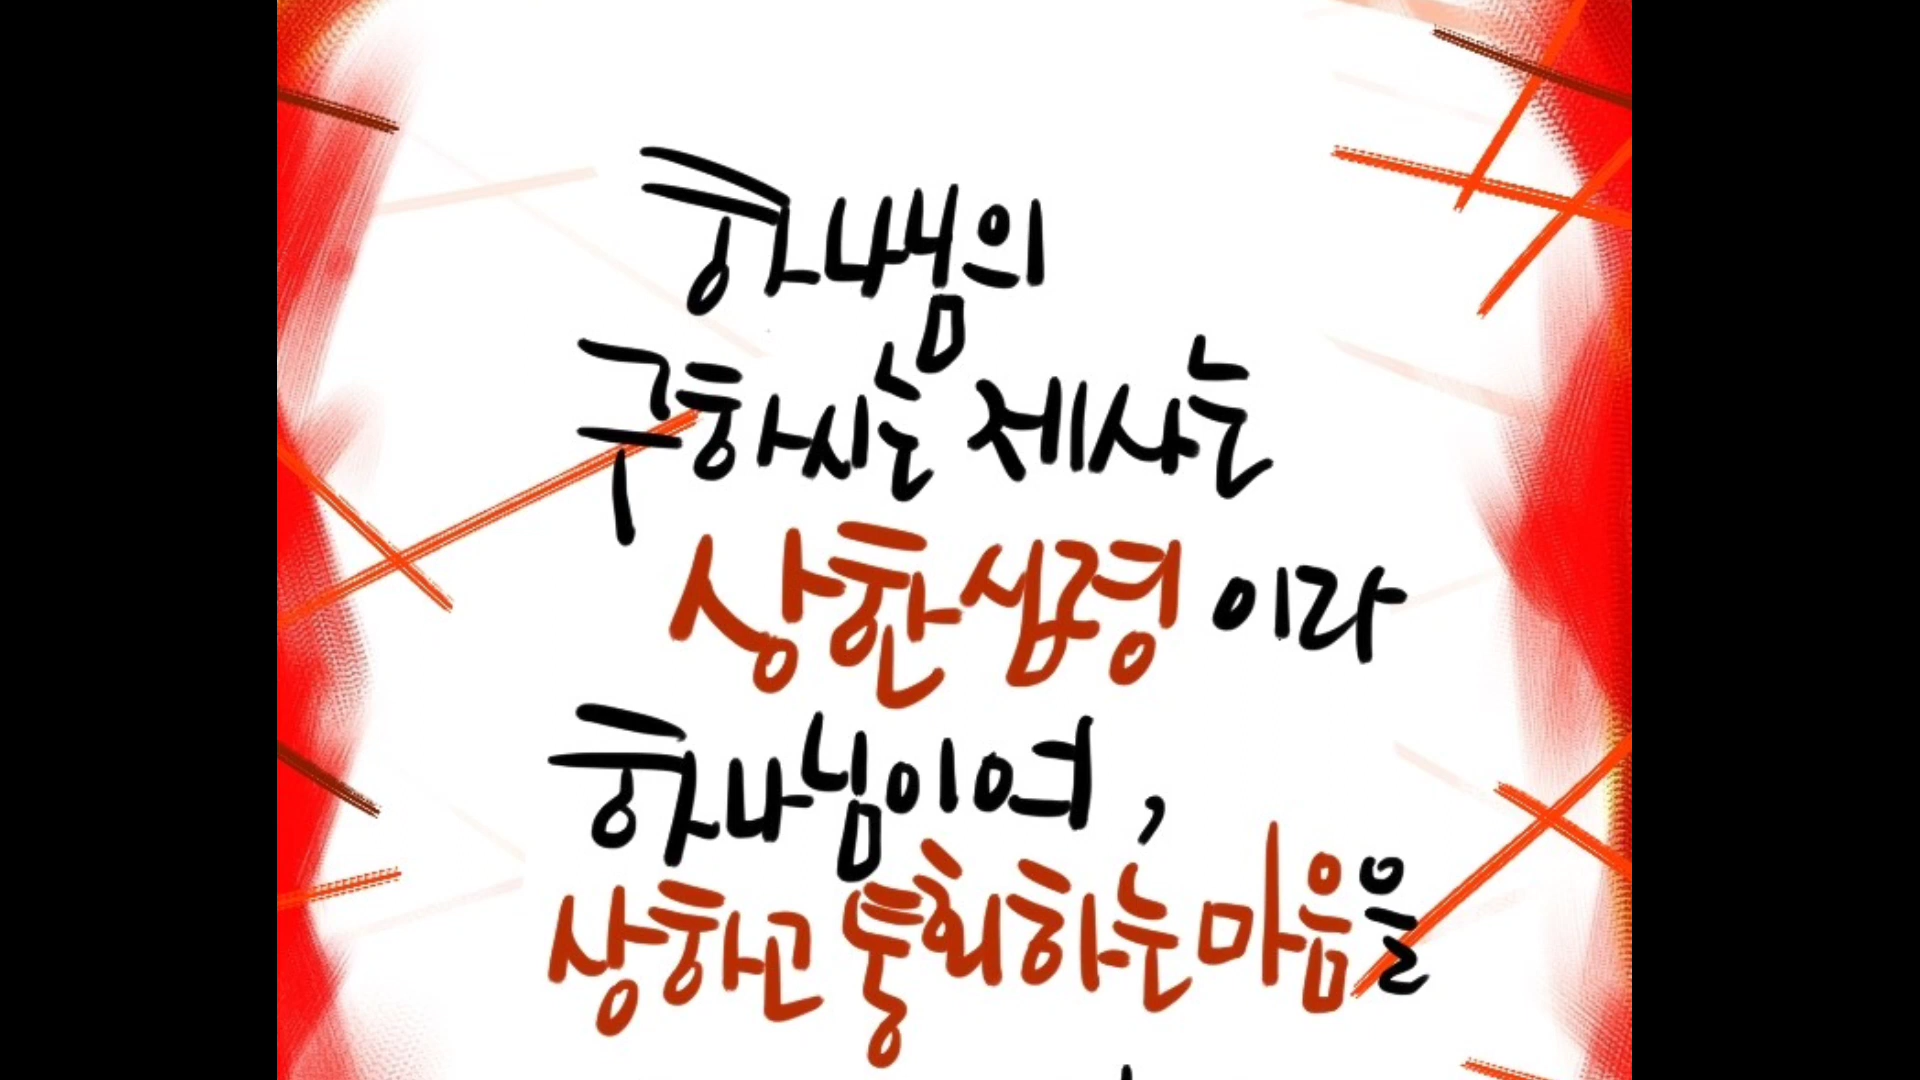 하나님의
구하시는 제사는
상한 심령이라
하나님이여,
상하고 통회하는 마음을